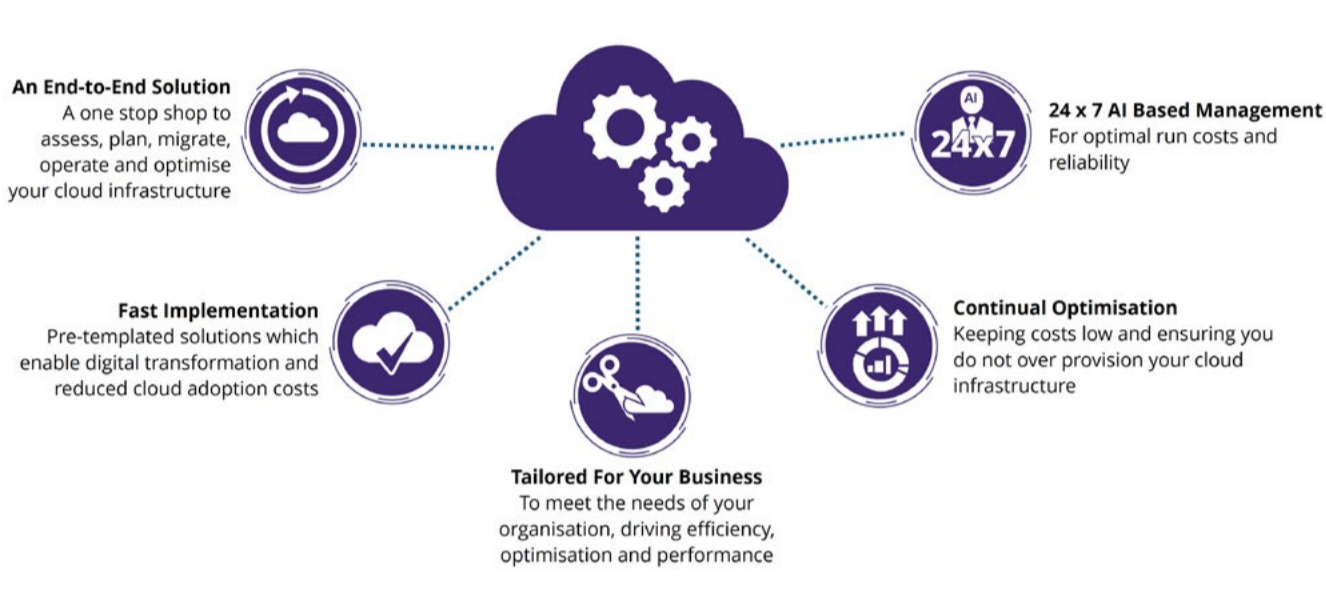 An End-to-End Solution
A one stop shop to
assess, plan, migrate,
operate and optimise
your cloud infrastructure
AI
24x7
24 x 7 AI Based Management
For optimal run costs and
reliability
Fast Implementation
Pre-templated solutions which
enable digital transformation and
reduced cloud adoption costs
Tailored For Your Business
To meet the needs of your
organisation, driving efficiency,
optimisation and performance
Continual Optimisation
Keeping costs low and ensuring you
do not over provision your cloud
infrastructure